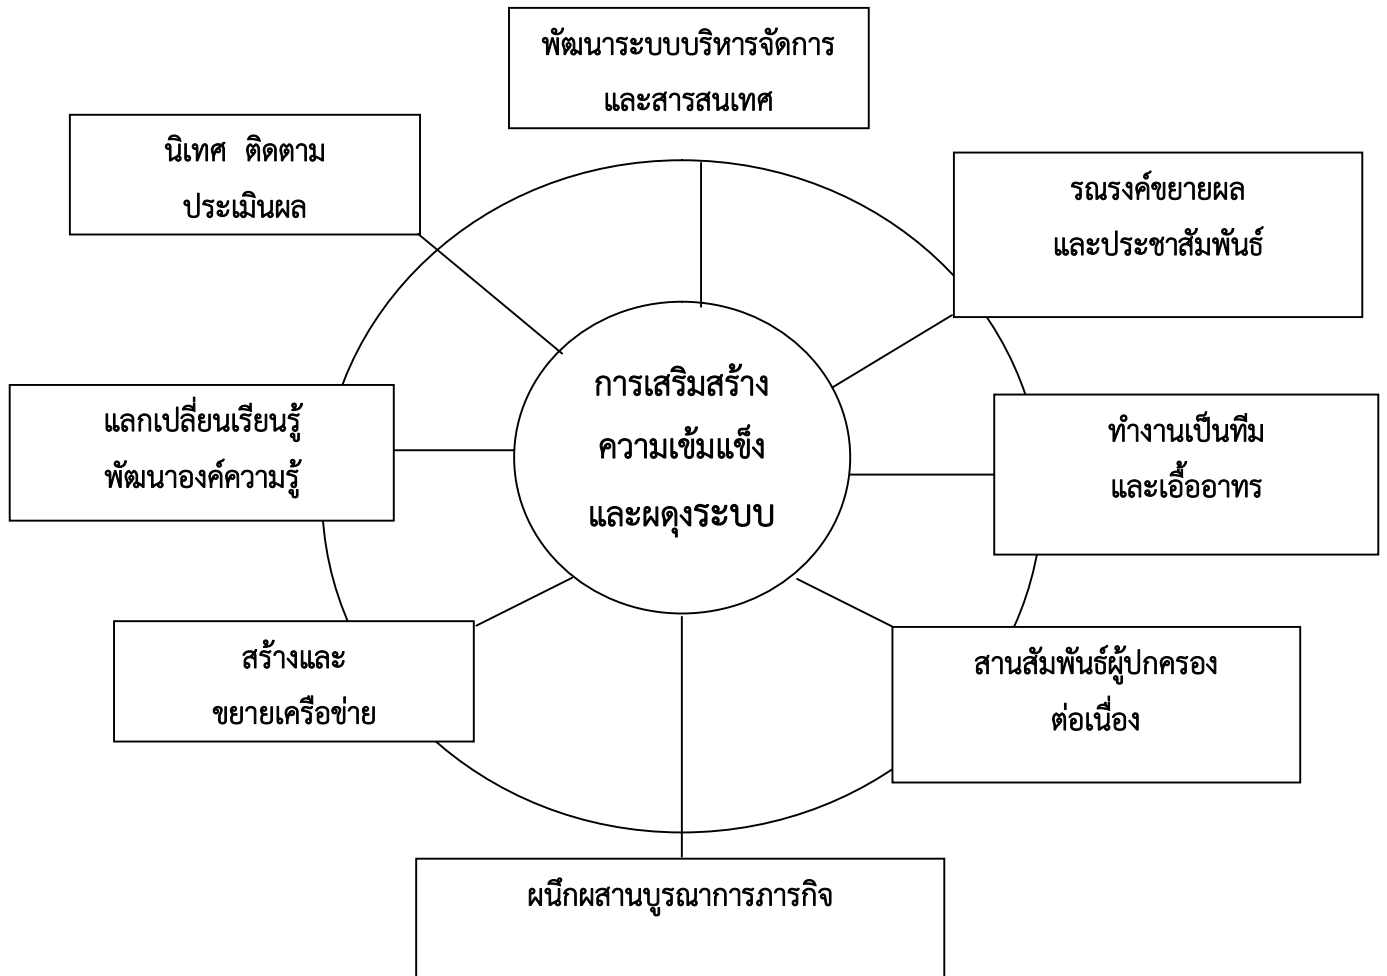 พัฒนาระบบบริหารจัดการ
และสารสนเทศ
นิเทศ ติดตาม
ประเมินผล
รณรงค์ขยายผล
และประชาสัมพันธ์
การเสริมสร้าง
ความเข้มแข็ง
และผดุงระบบ
แลกเปลี่ยนเรียนรู้
พัฒนาองค์ความรู้
ทำงานเป็นทีม
และเอื้ออาทร
สร้างและ
ขยายเครือข่าย
สานสัมพันธ์ผู้ปกครอง
ต่อเนื่อง
ผนึกผสานบูรณาการภารกิจ